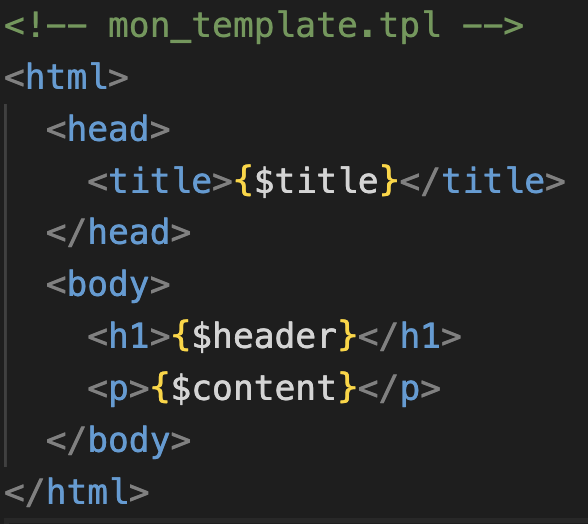 <!-- mon_template.tpl -->
<html>
  <head>
    <title>{$title}</title>
  </head>
  <body>
    <h1>{$header}</h1>
    <p>{$content}</p>
  </body>
</html>